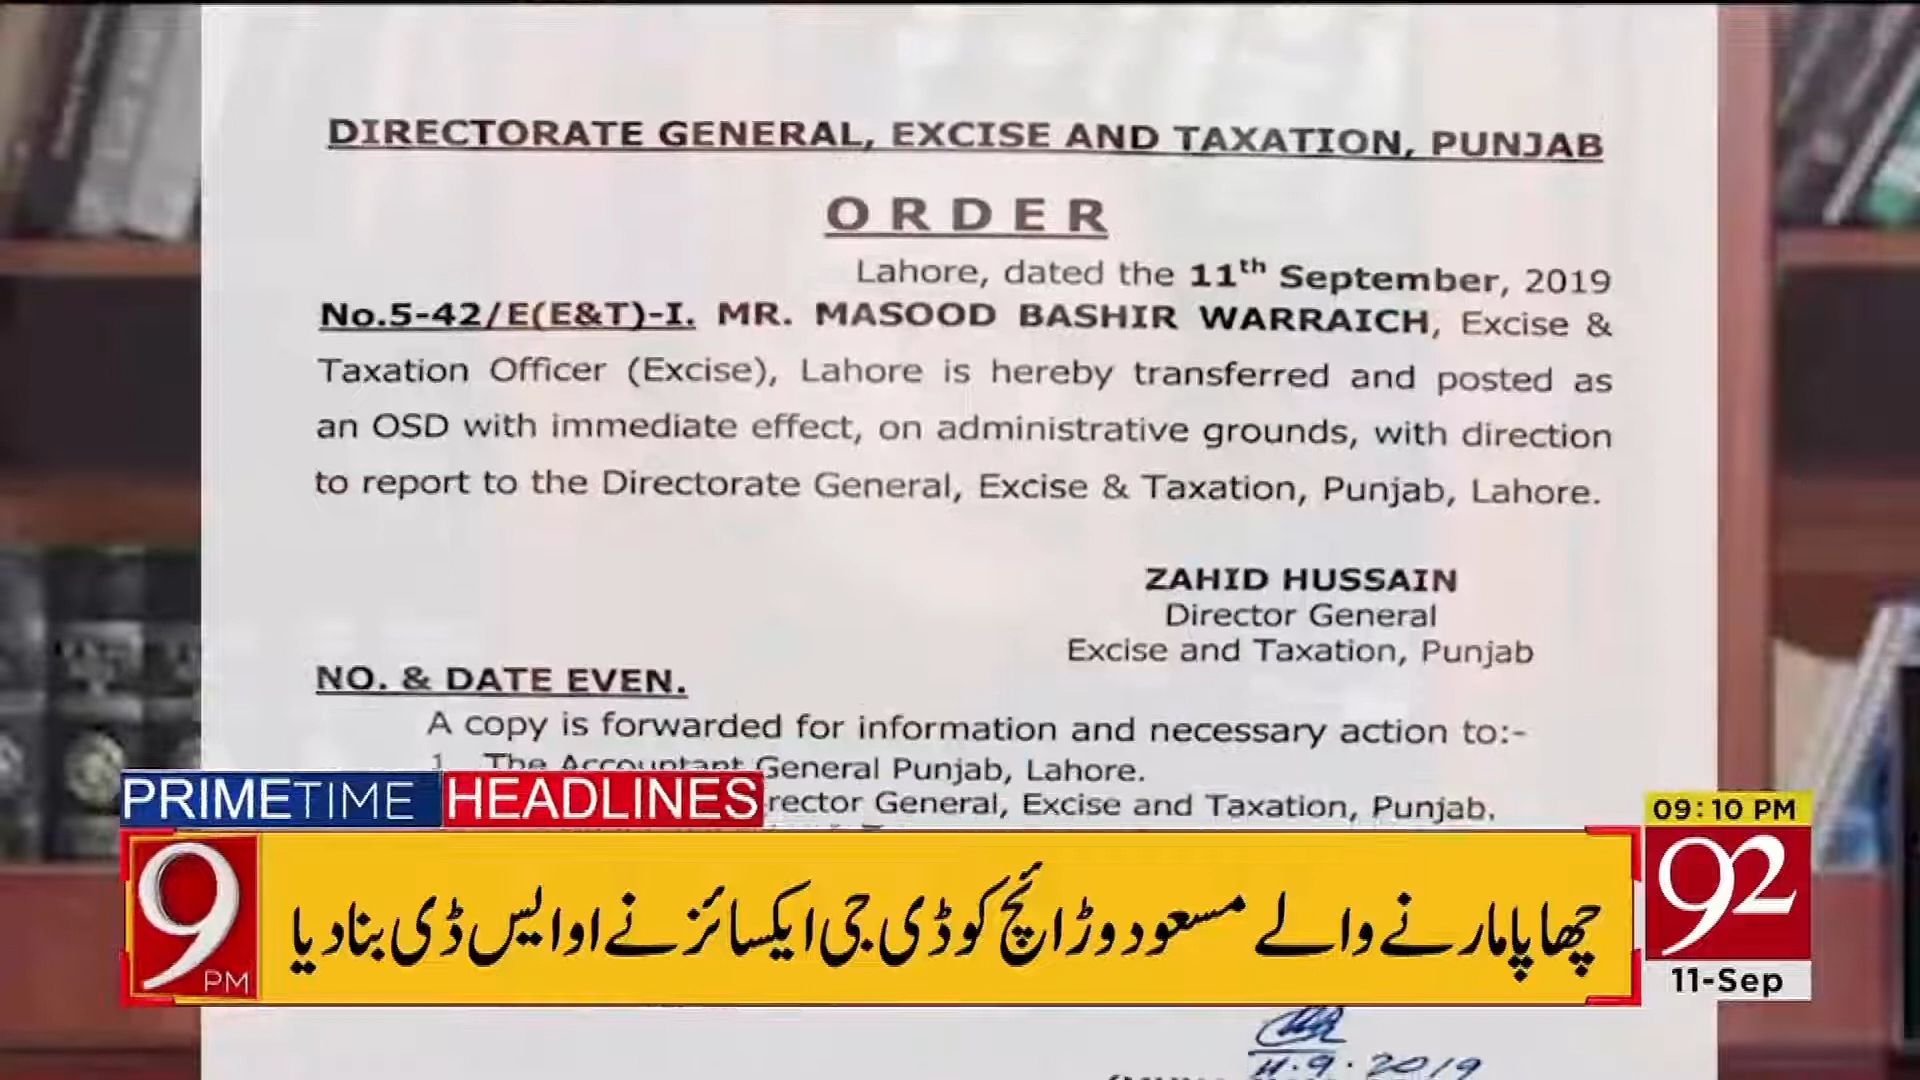 DIRECTORATE GENERAL, EXCISE AND TAXATION, PUNJAB
ORDER
Lahore, dated the 11th September, 2019
No.5-42/E(E&T)-I. MR. MASOOD BASHIR WARRAICH, Excise &
Taxation Officer (Excise), Lahore is hereby transferred and posted as
an OSD with immediate effect, on administrative grounds, with direction
to report to the Directorate General, Excise & Taxation, Punjab, Lahore.
ZAHID HUSSAIN
Director General
Excise and Taxation, Punjab
NO. & DATE EVEN.
A copy is forwarded for information and necessary action to:-
1. The Accountant General Punjab, Lahore.
rector General, Excise and Taxation, Punjab.
PRIMETIME HEADLINES
09:10 PM
9 PM
چھاپا مارنے والے مسعود وڑائچ کو ڈی جی ایکسائز نے او ایس ڈی بنا دیا
92
11-Sep
11.9.2019